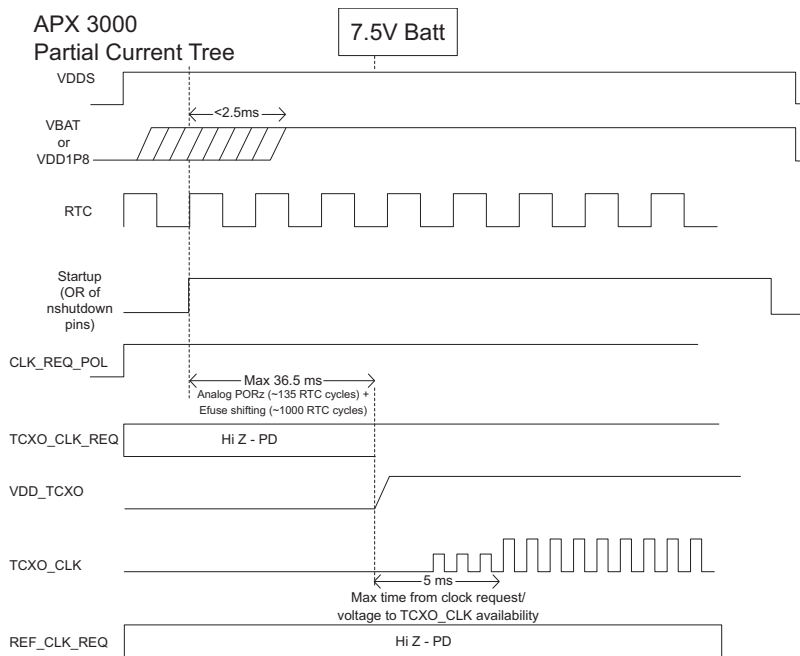 APX 3000
Partial Current Tree
7.5V Batt
VDDS
<2.5ms
VBAT
or
VDD1P8
RTC
Startup
(OR of
nshutdown
pins)
CLK_REQ_POL
Max 36.5 ms
Analog PORz (~135 RTC cycles) +
Efuse shifting (~1000 RTC cycles)
TCXO_CLK_REQ
Hi Z - PD
VDD_TCXO
TCXO_CLK
5 ms
Max time from clock request/
voltage to TCXO_CLK availability
REF_CLK_REQ
Hi Z - PD